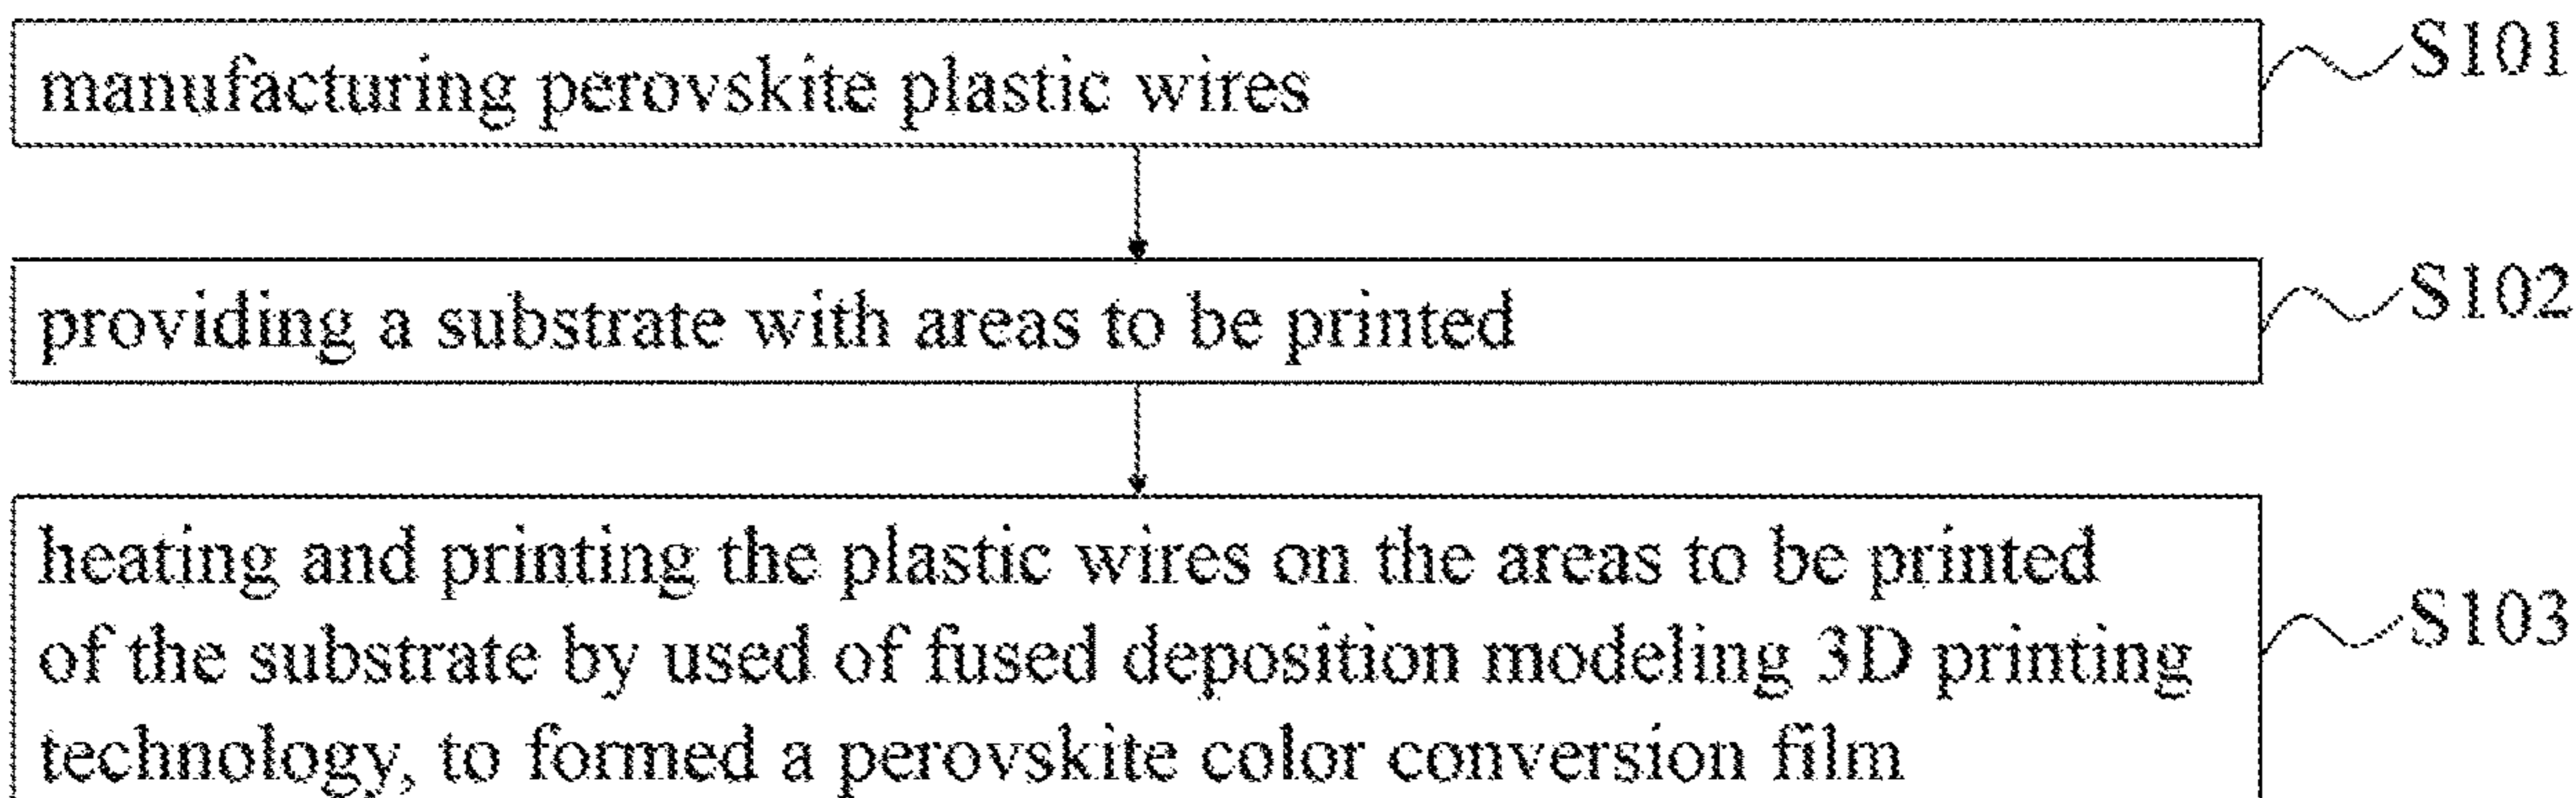 manufacturing perovskite plastic wires
S101
providing a substrate with areas to be printed
S102
heating and printing the plastic wires on the areas to be printed
of the substrate by used of fused deposition modeling 3D printing
technology, to formed a perovskite color conversion film
S103